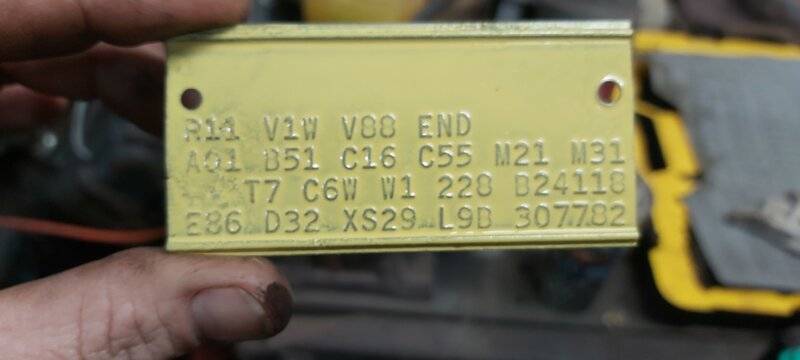 R11 V1W V88 END
A01 B51 C16 C55 M21 M31
T7 C6W W1 228 B24118
E86 D32 XS29 L9B 307782